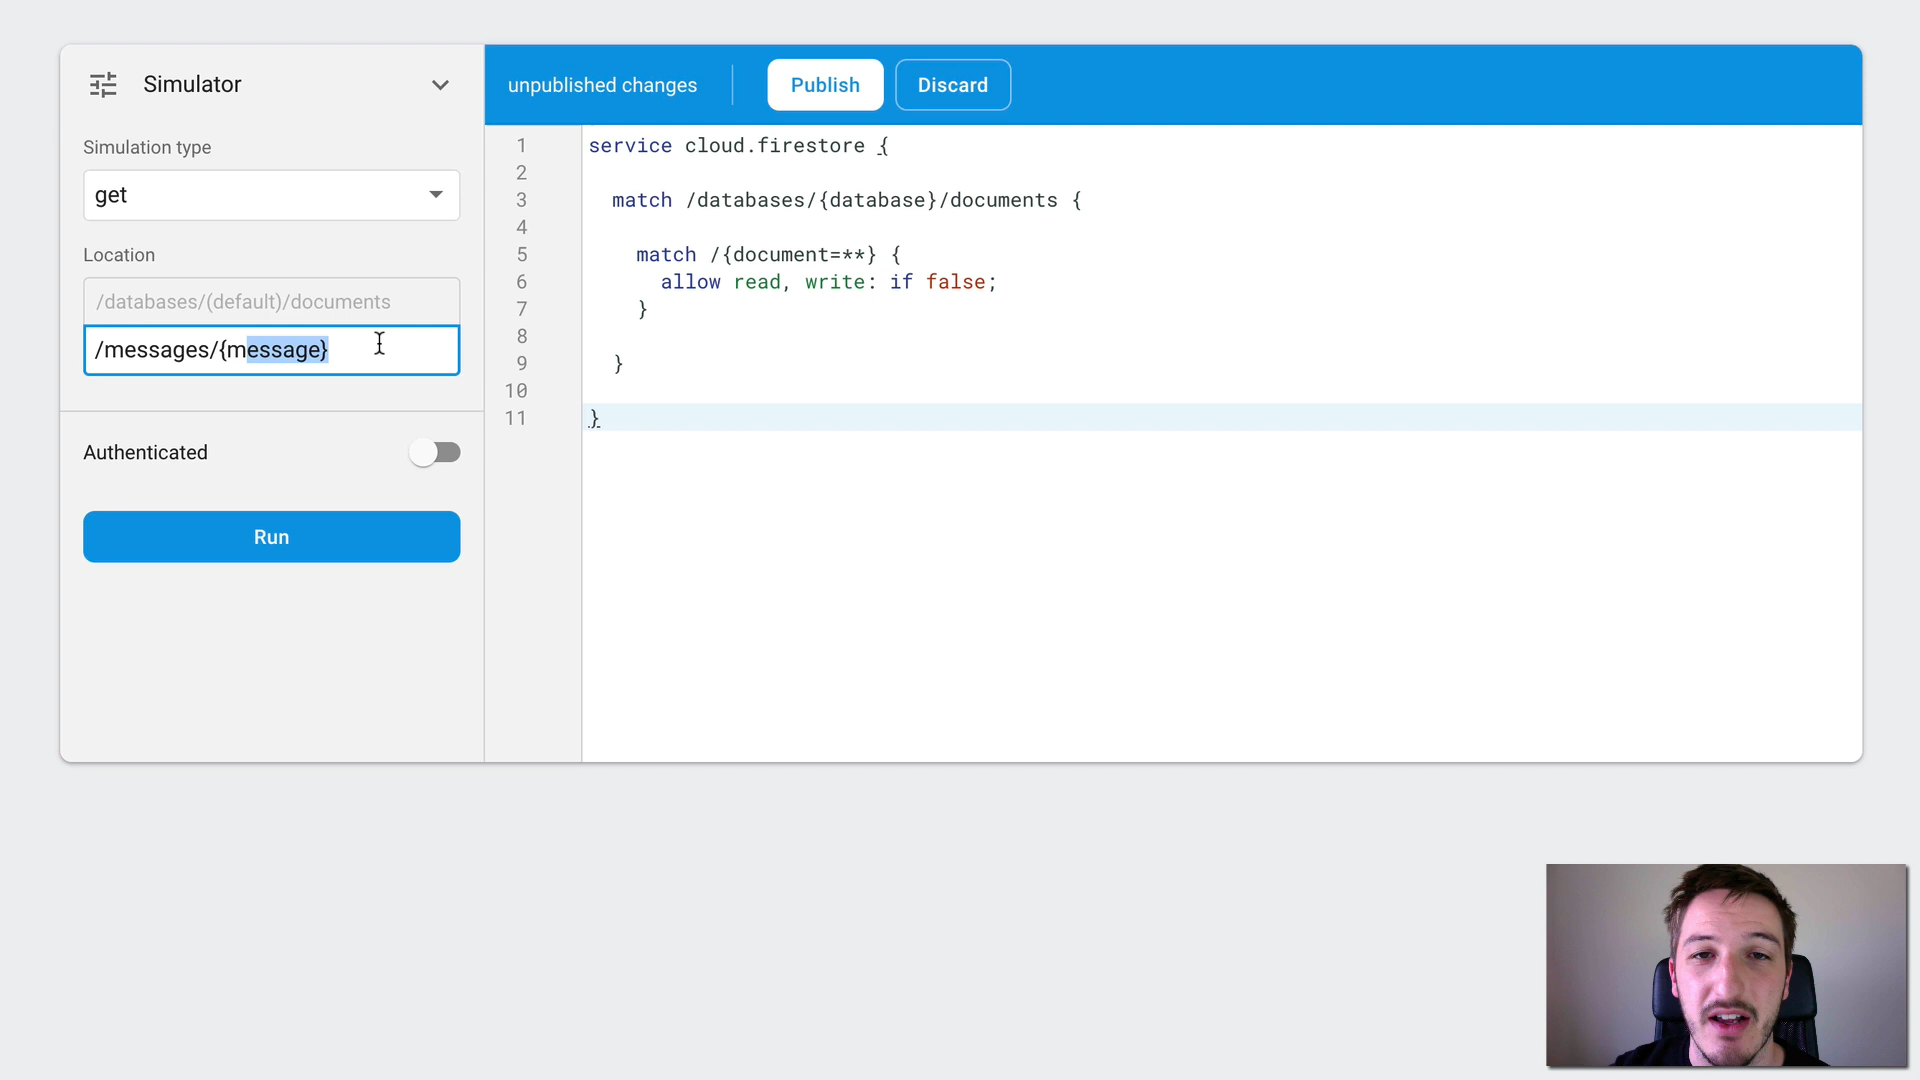 Simulator
Simulation type
get
Location
/databases/(default)/documents
/messages/{message}
Authenticated
Run
unpublished changes
Publish
Discard
1 service cloud.firestore {
2
3 match /databases/{database}/documents {
4
5 match /{document=**} {
6 allow read, write: if false;
7 }
8
9 }
10
11 }